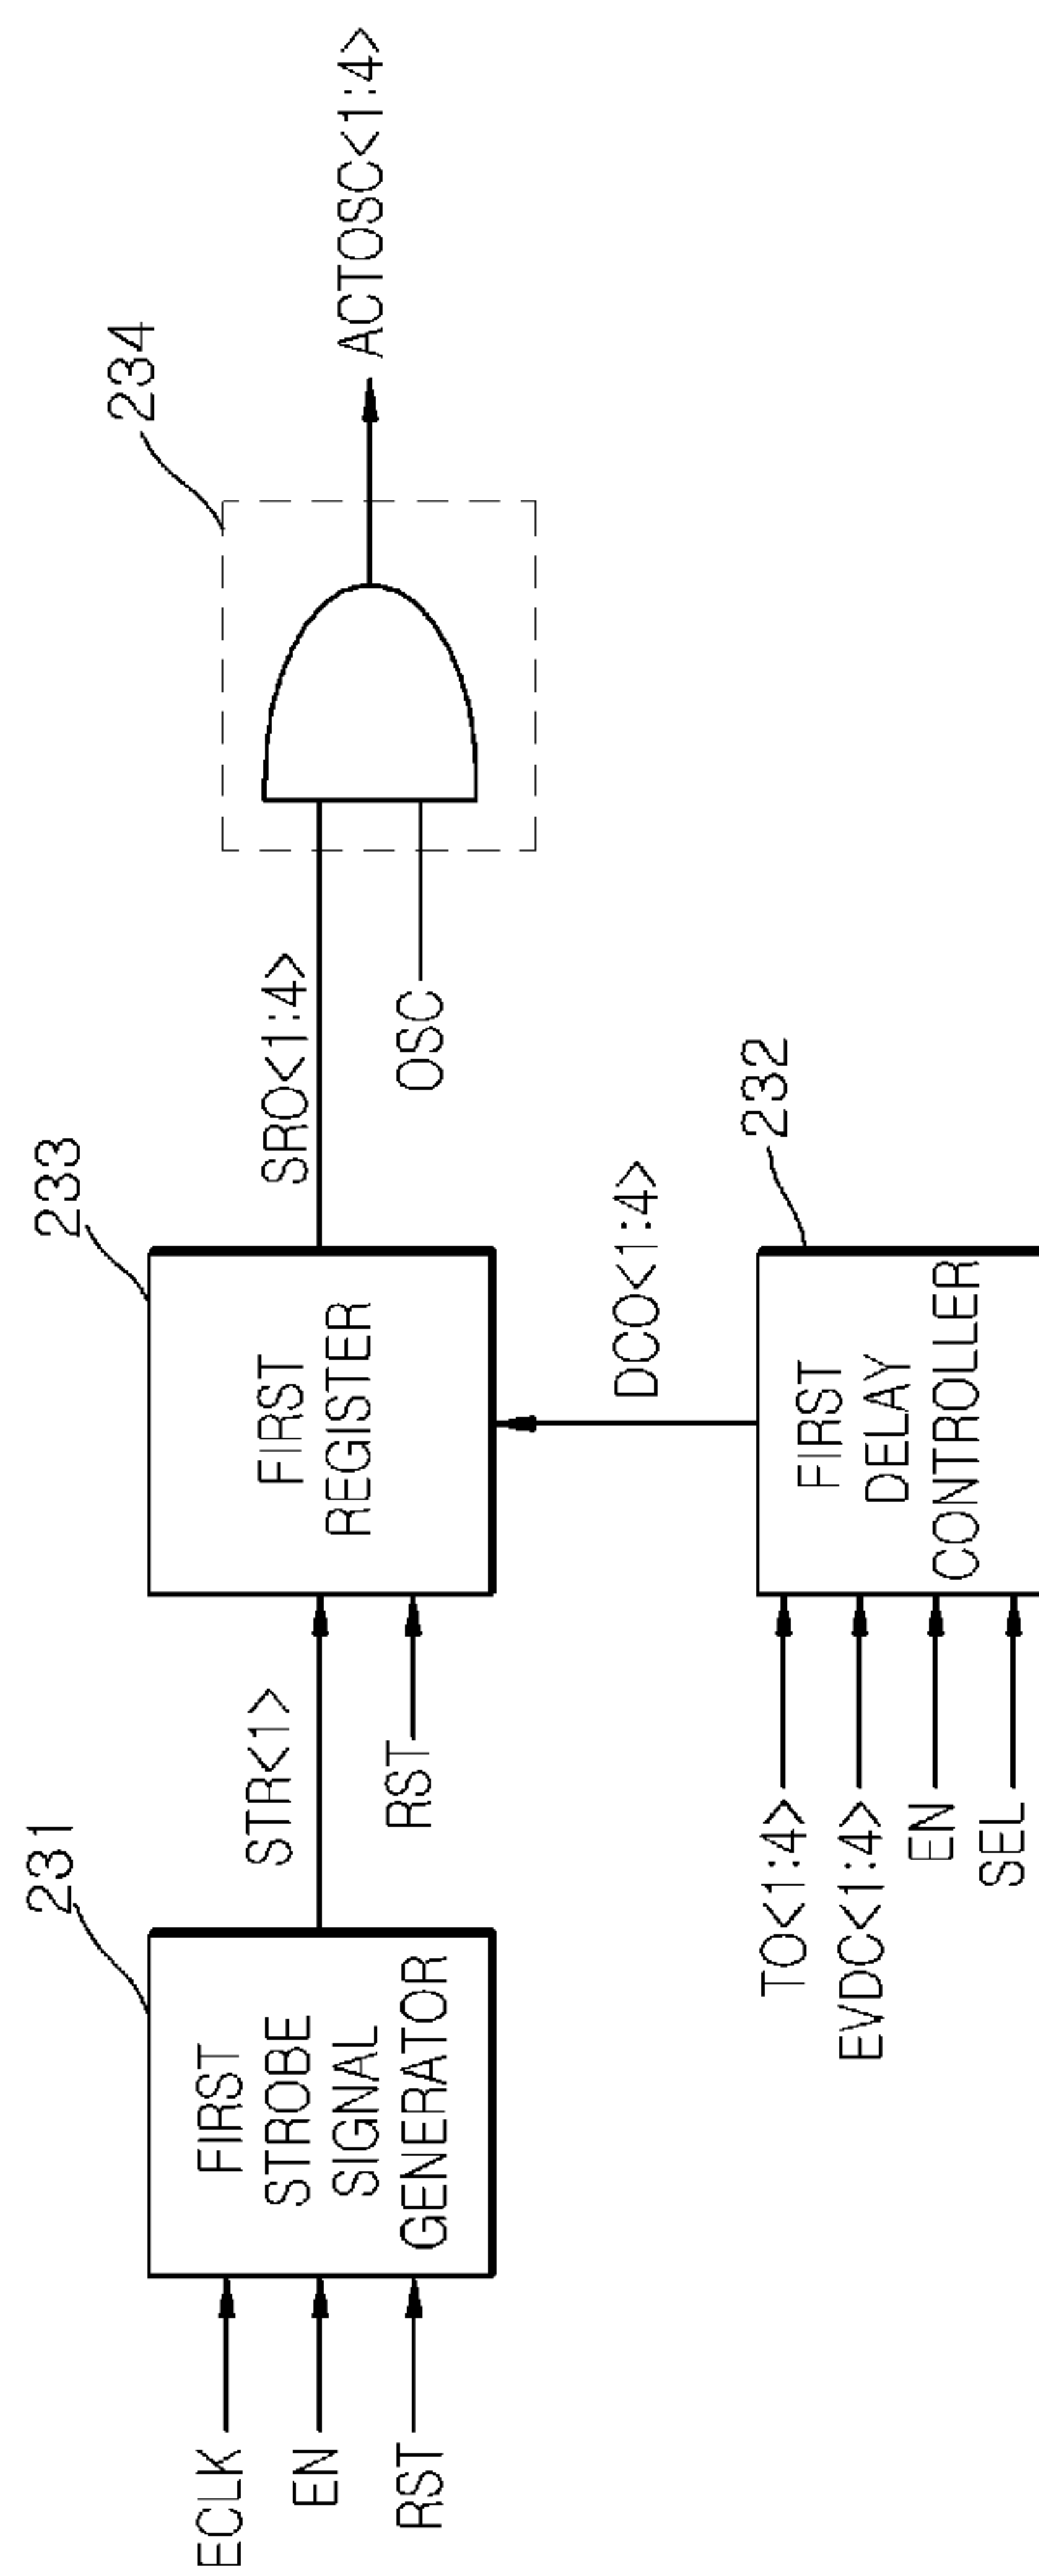 231
233
234
ECLK
EN
RST
FIRST
STROBE
SIGNAL
GENERATOR
STR<1>
RST
FIRST
REGISTER
SRO<1:4>
OSC
ACTOSC<1:4>
DCO<1:4>
232
TO<1:4>
EVDC<1:4>
EN
SEL
FIRST
DELAY
CONTROLLER